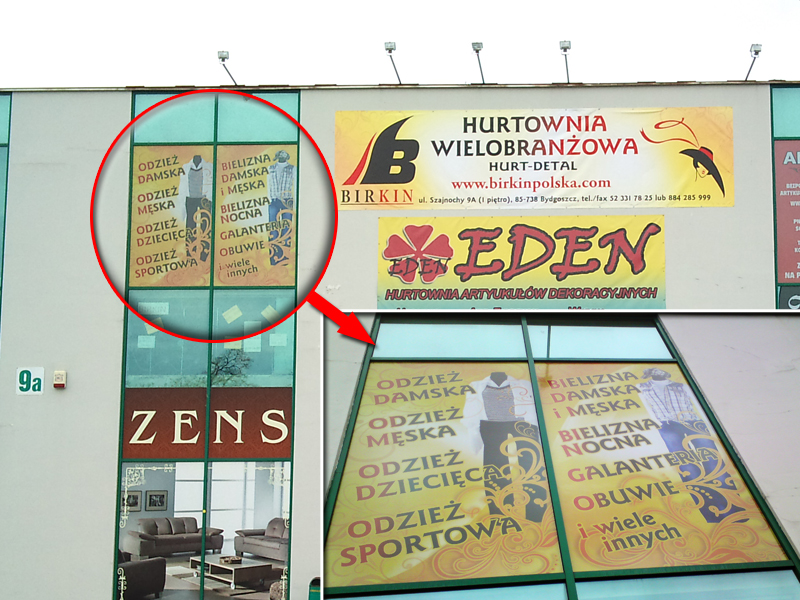 ODZIEŻ
DAMSKA
ODZIEŻ
MĘSKA
ODZIEŻ
DZIECIĘCA
ODZIEŻ
SPORTOWA
BIELIZNA
DAMSKA
i MĘSKA
BIELIZNA
NOCNA
GALANTERIA
OBUWIE
i wiele
innych
B
BIRKIN
HURTOWNIA
WIELOBRANŻOWA
HURT-DETAL
www.birkinpolska.com
ul. Szajnochy 9A (I piętro), 85-738 Bydgoszcz, tel./fax 52 331 78 25 lub 884 285 999
EDEN
EDEN
HURTOWNIA ARTYUKUŁÓW DEKORACYJNYCH
9a
ZENS
ODZIEŻ
DAMSKA
ODZIEŻ
MĘSKA
ODZIEŻ
DZIECIĘCA
ODZIEŻ
SPORTOWA
BIELIZNA
DAMSKA
i MĘSKA
BIELIZNA
NOCNA
GALANTERIA
OBUWIE
i wiele
innych